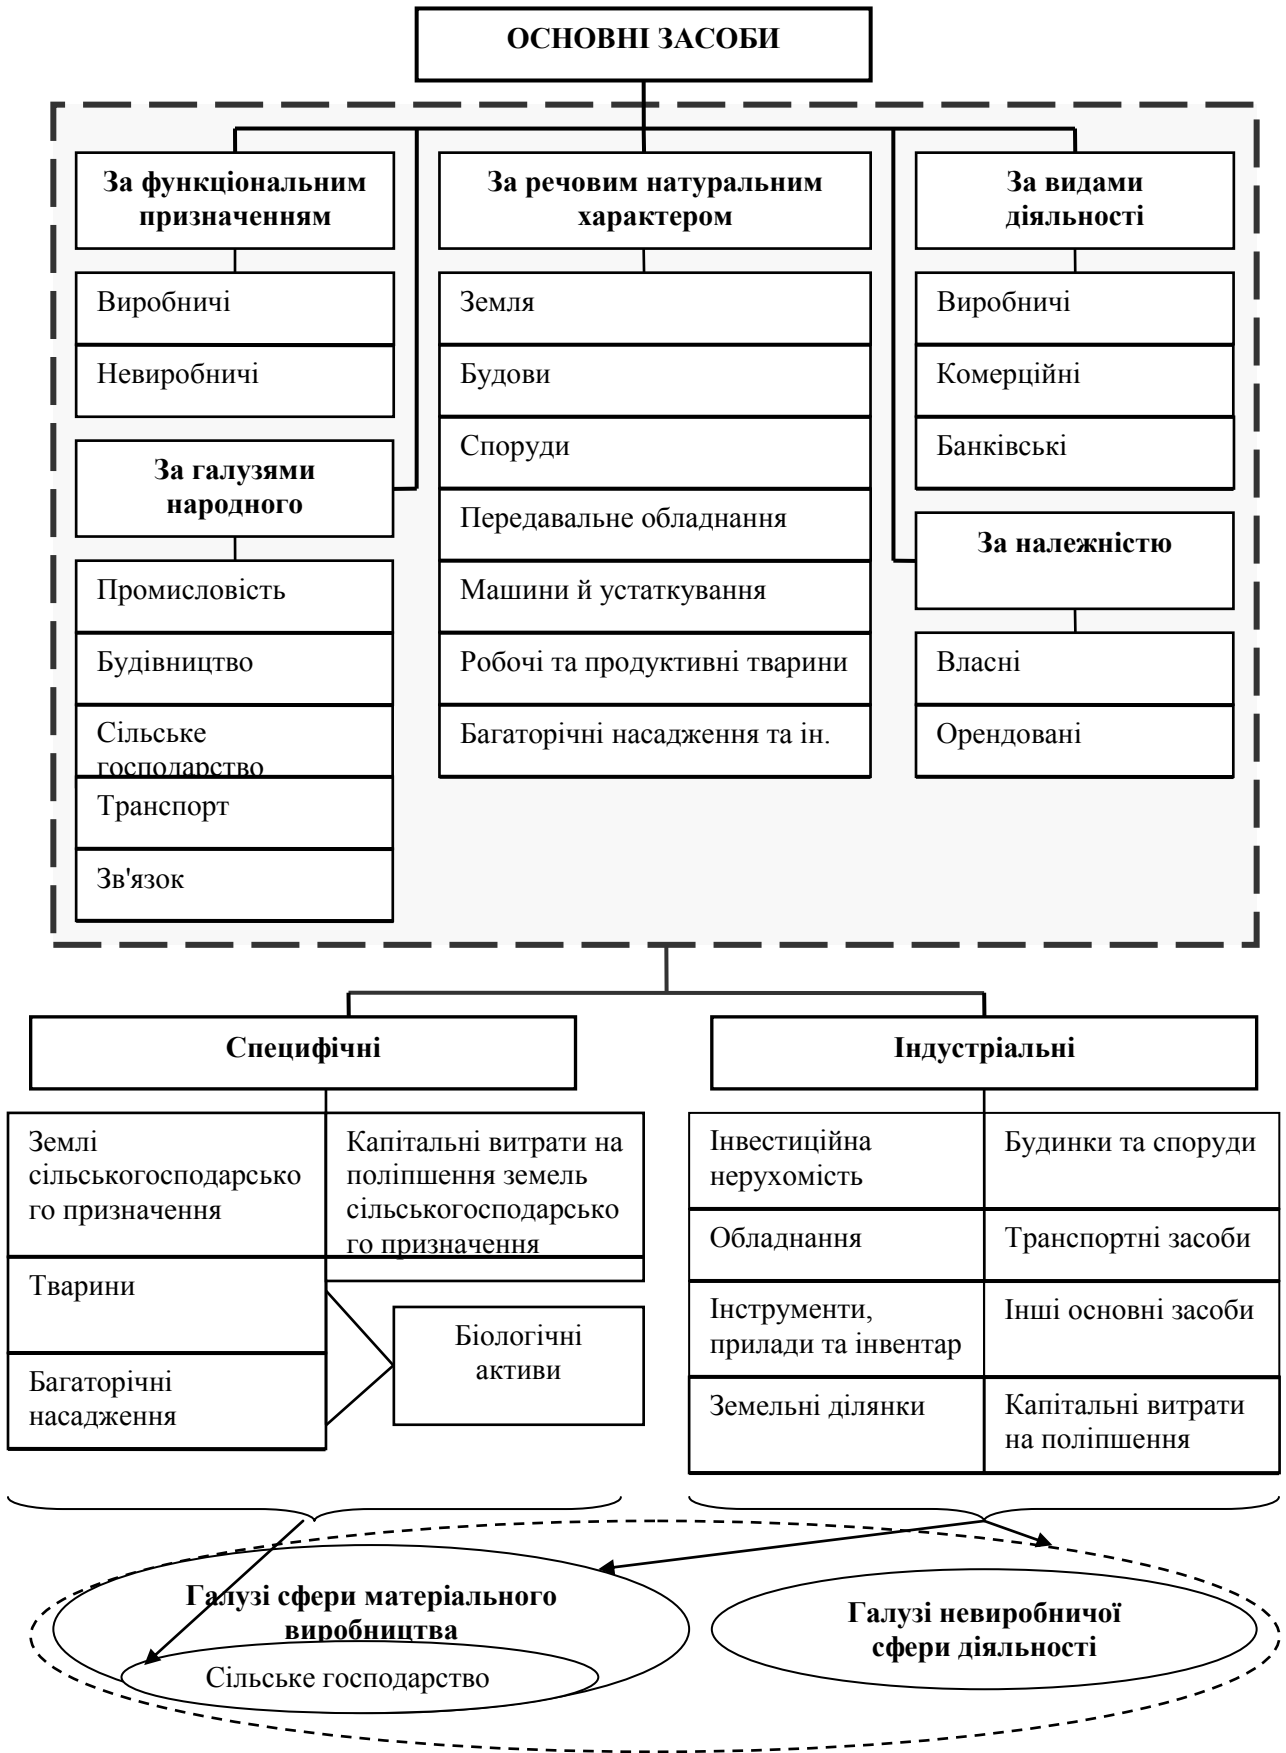 ОСНОВНІ ЗАСОБИ
За функціональним
призначенням
Виробничі
Невиробничі
За галузями
народного
Промисловість
Будівництво
Сільське
господарство
Транспорт
Зв'язок
За речовим натуральним
характером
Земля
Будови
Споруди
Передавальне обладнання
Машини й устаткування
Робочі та продуктивні тварини
Багаторічні насадження та ін.
За видами
діяльності
Виробничі
Комерційні
Банківські
За належністю
Власні
Орендовані
Специфічні
Землі
сільськогосподарсько
го призначення
Капітальні витрати на
поліпшення земель
сільськогосподарсько
го призначення
Тварини
Багаторічні
насадження
Біологічні
активи
Індустріальні
Інвестиційна
нерухомість
Будинки та споруди
Обладнання
Транспортні засоби
Інструменти,
прилади та інвентар
Інші основні засоби
Земельні ділянки
Капітальні витрати
на поліпшення
Галузі сфери матеріального
виробництва
Сільське господарство
Галузі невиробничої
сфери діяльності